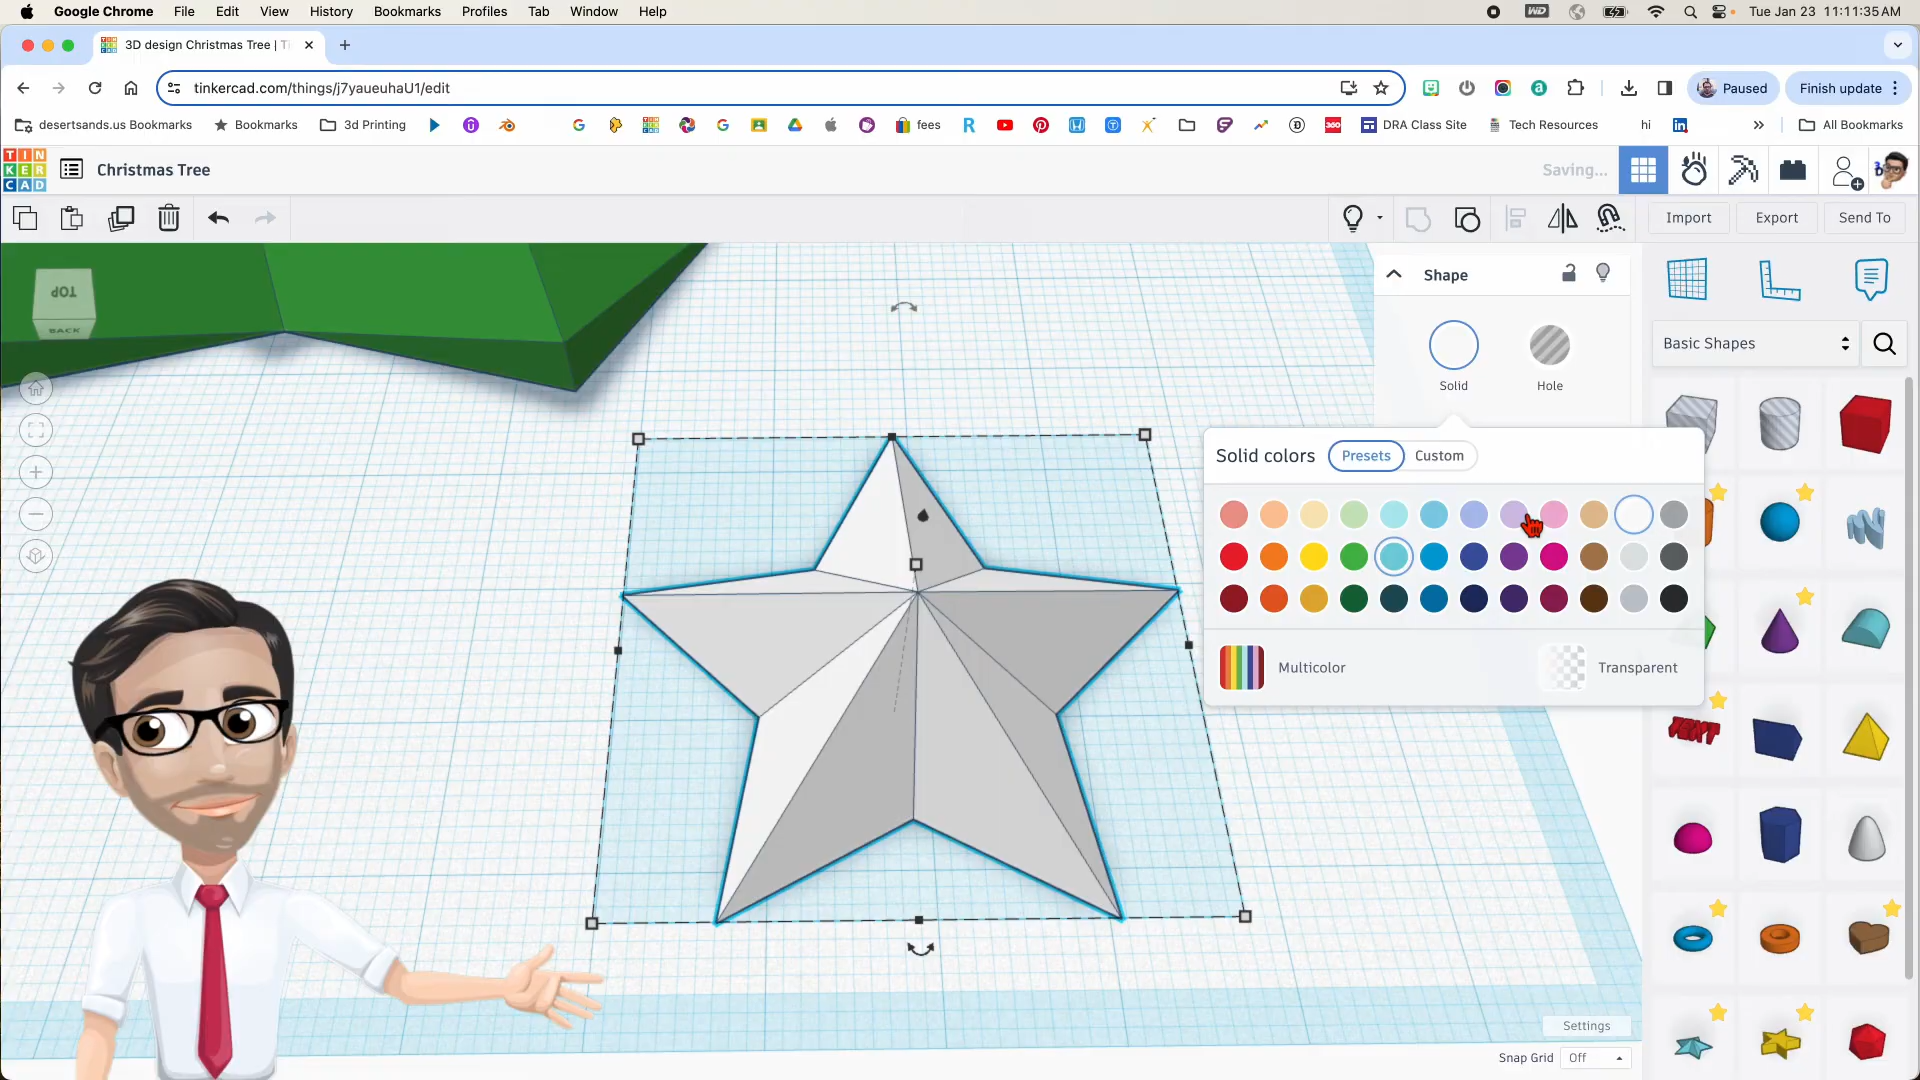 Google Chrome File Edit View History Bookmarks Profiles Tab Window Help WD Tue Jan 23 11:11:35 AM
3D design Christmas Tree | Ti
tinkercad.com/things/j7yaueuhaU1/edit Paused Finish update
desertsands.us Bookmarks Bookmarks 3d Printing fees DRA Class Site Tech Resources hi All Bookmarks
TIN
KER
CAD
Christmas Tree Saving...
Import Export Send To
Shape
TOP
BACK
Solid Hole
Basic Shapes
Solid colors Presets Custom
Multicolor Transparent
TEXT
Settings
Snap Grid Off